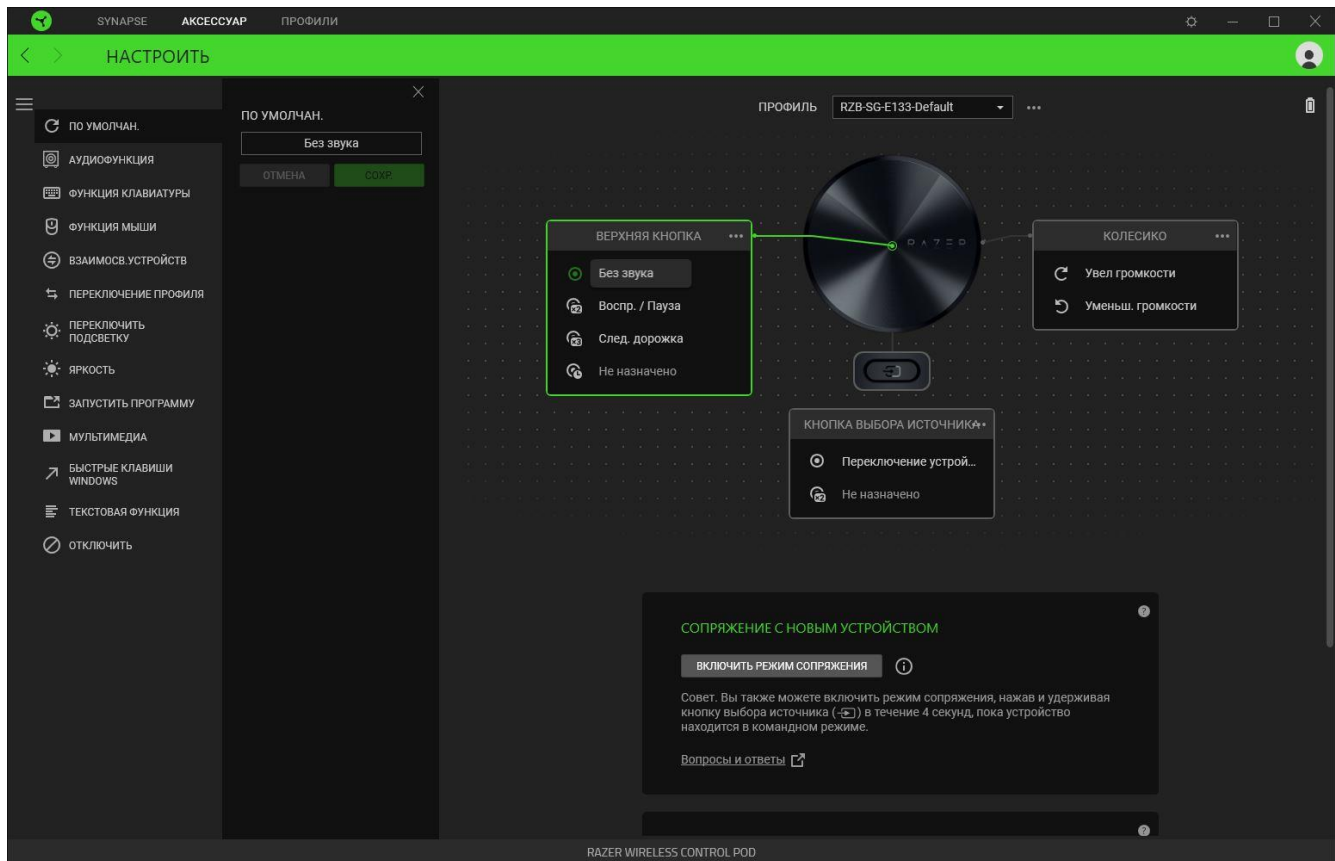 SYNAPSE АКСЕССУАР ПРОФИЛИ
НАСТРОИТЬ
ПО УМОЛЧАН.
АУДИОФУНКЦИЯ
ФУНКЦИЯ КЛАВИАТУРЫ
ФУНКЦИЯ МЫШИ
ВЗАИМОСВ.УСТРОЙСТВ
ПЕРЕКЛЮЧЕНИЕ ПРОФИЛЯ
ПЕРЕКЛЮЧИТЬ
ПОДСВЕТКУ
ЯРКОСТЬ
ЗАПУСТИТЬ ПРОГРАММУ
МУЛЬТИМЕДИА
БЫСТРЫЕ КЛАВИШИ
WINDOWS
ТЕКСТОВАЯ ФУНКЦИЯ
ОТКЛЮЧИТЬ
ПО УМОЛЧАН.
Без звука
ОТМЕНА СОХР.
ПРОФИЛЬ RZB-SG-E133-Default
ВЕРХНЯЯ КНОПКА
Без звука
Воспр. / Пауза
След. дорожка
Не назначено
RAZER
КОЛЕСИКО
Увел громкости
Уменьш. громкости
КНОПКА ВЫБОРА ИСТОЧНИКА
Переключение устрой...
Не назначено
СОПРЯЖЕНИЕ С НОВЫМ УСТРОЙСТВОМ
ВКЛЮЧИТЬ РЕЖИМ СОПРЯЖЕНИЯ
Совет. Вы также можете включить режим сопряжения, нажав и удерживая
кнопку выбора источника ( ) в течение 4 секунд, пока устройство
находится в командном режиме.
Вопросы и ответы
RAZER WIRELESS CONTROL POD